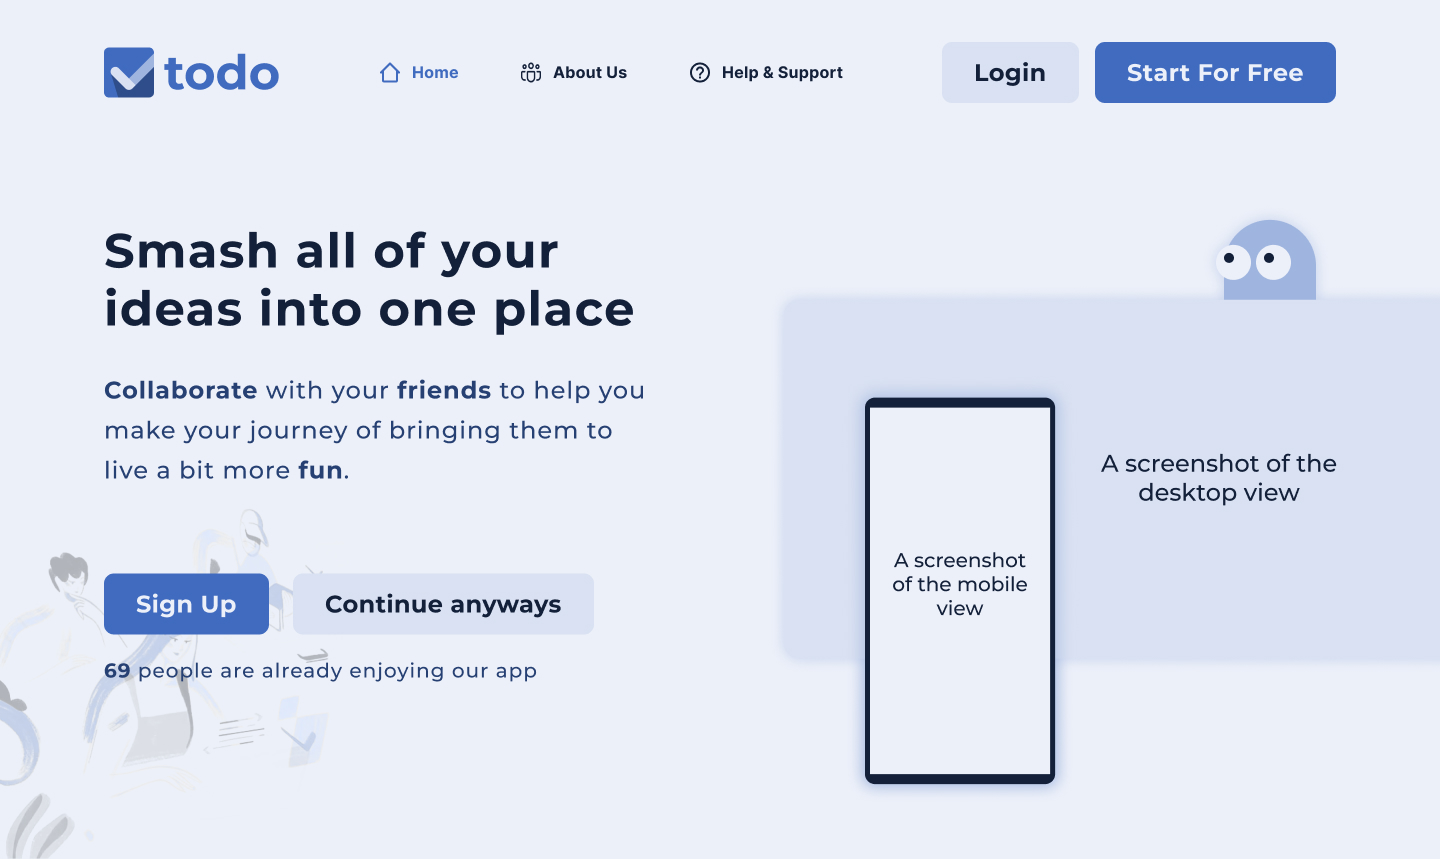 todo
Home
About Us
Help & Support
Login
Start For Free
Smash all of your
ideas into one place
Collaborate with your friends to help you
make your journey of bringing them to
live a bit more fun.
Sign Up
Continue anyways
69 people are already enjoying our app
A screenshot of the
desktop view
A screenshot
of the mobile
view